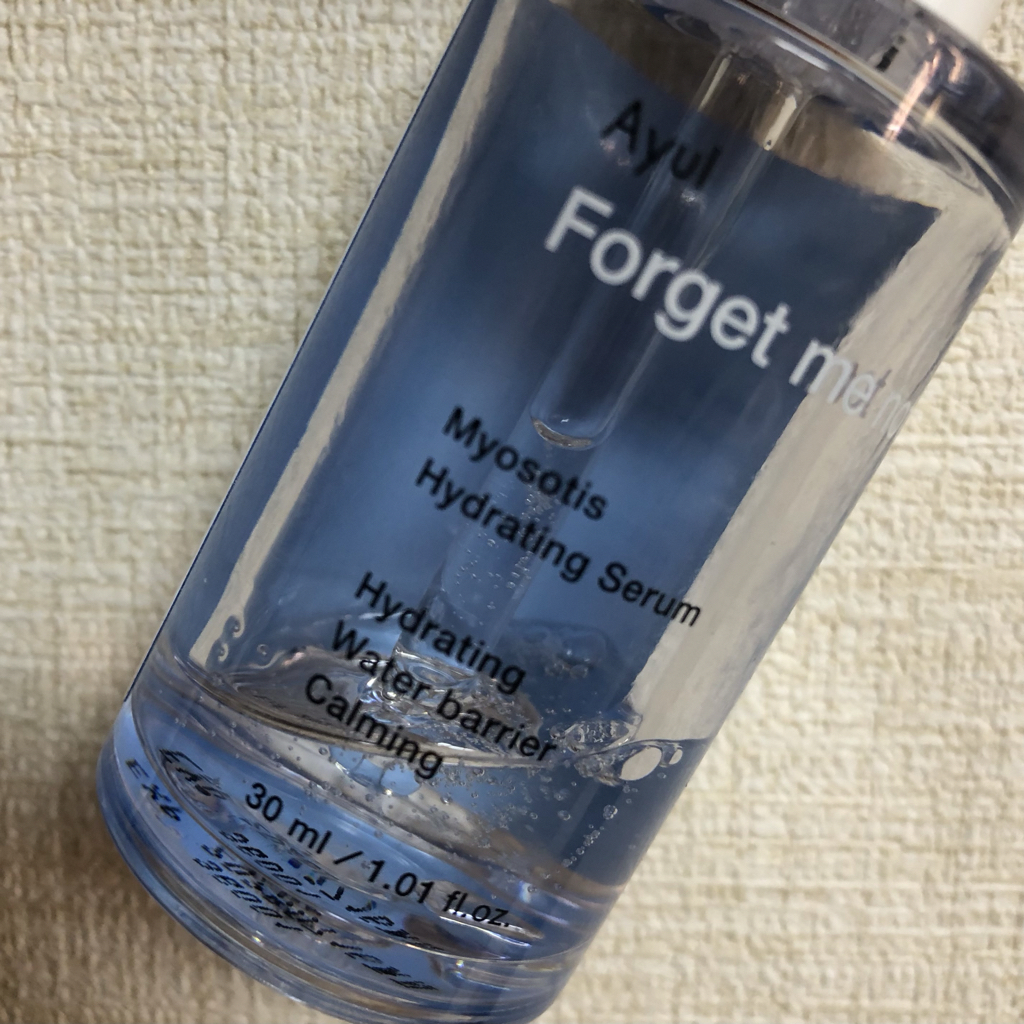 Ayul
Forget me
Myosotis
Hydrating Serum
Hydrating
Water barrier
Calming
30 ml / 1.01 fl.oz.